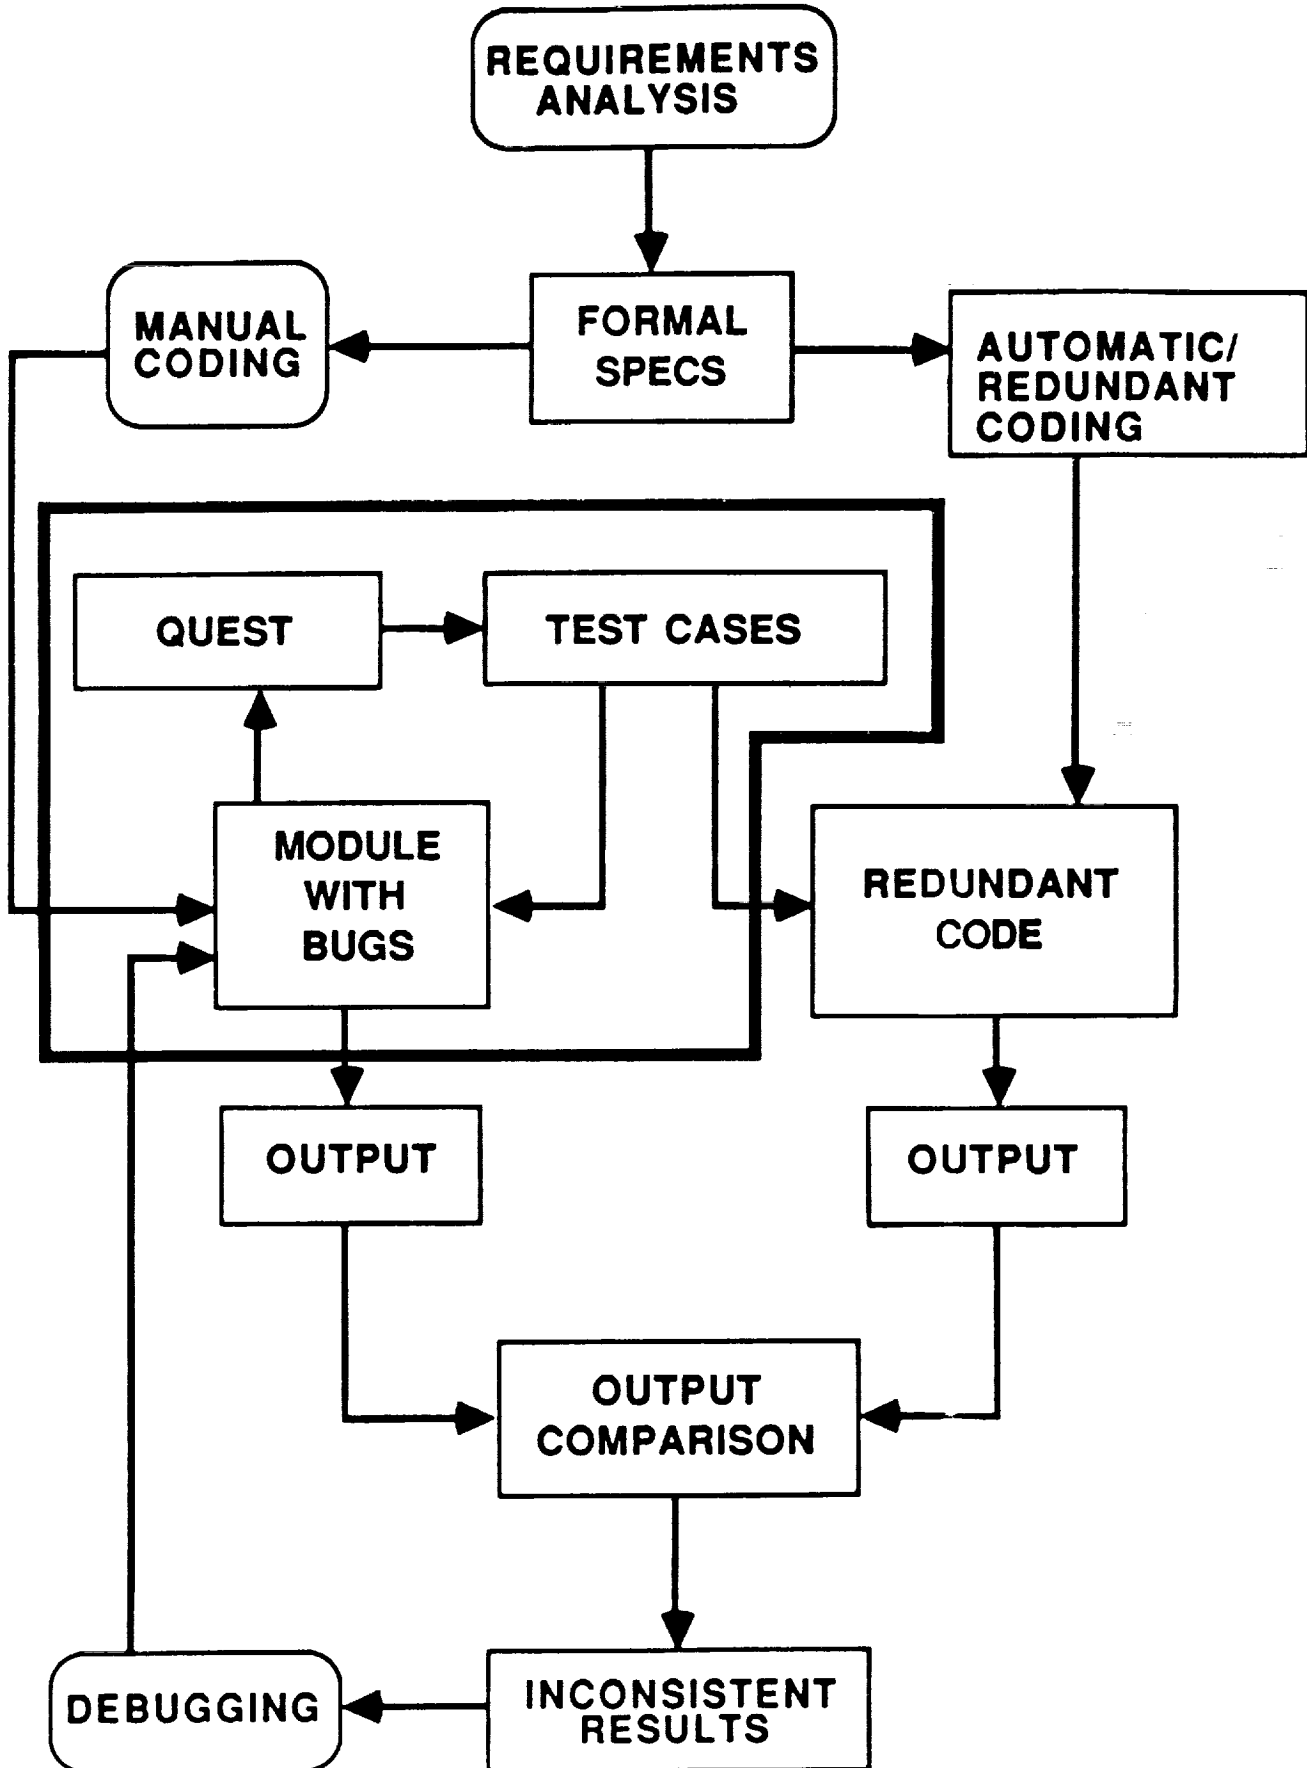 REQUIREMENTS
ANALYSIS
MANUAL
CODING
FORMAL
SPECS
AUTOMATIC/
REDUNDANT
CODING
QUEST
TEST CASES
MODULE
WITH
BUGS
REDUNDANT
CODE
OUTPUT
OUTPUT
OUTPUT
COMPARISON
DEBUGGING
INCONSISTENT
RESULTS